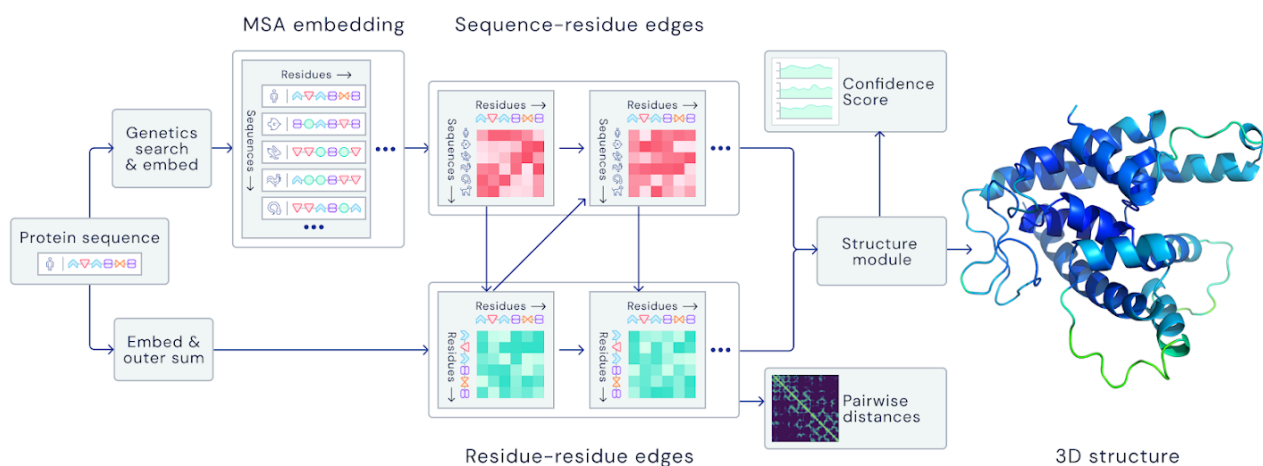 MSA embedding
Sequence–residue edges
Residues →
Sequences →
Genetics
search
& embed
Protein sequence
Embed &
outer sum
Residues →
Sequences →
Residues →
Sequences →
Residues →
Residues →
Residues →
Residues →
Confidence
Score
Structure
module
Pairwise
distances
Residue–residue edges
3D structure